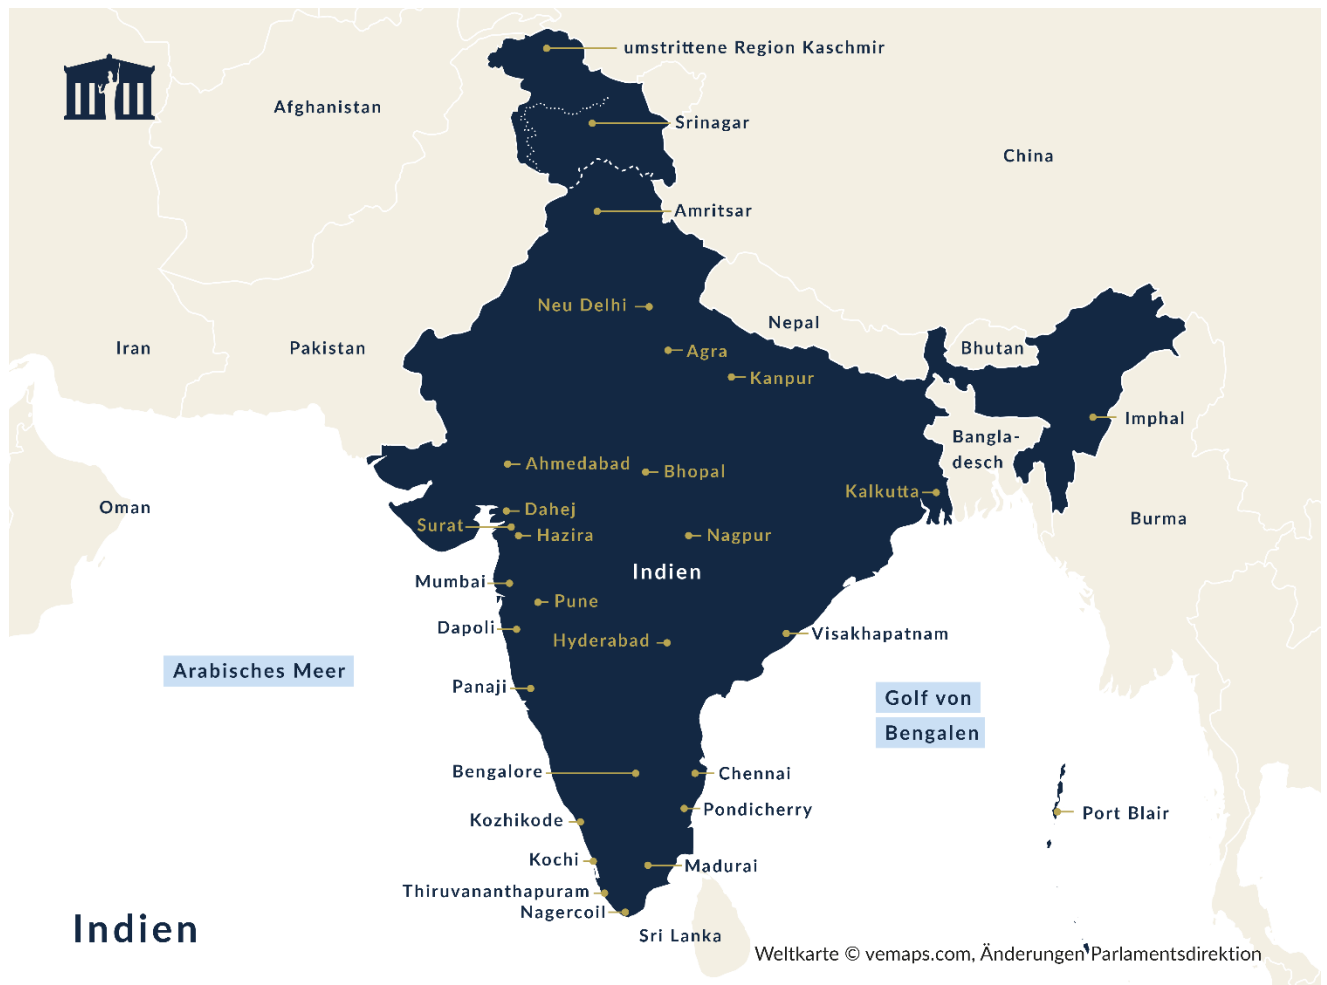 umstrittene Region Kaschmir
Afghanistan
Srinagar
China
Amritsar
Neu Delhi
Nepal
Iran
Pakistan
Agra
Bhutan
Kanpur
Imphal
Bangla-
desch
Ahmedabad
Bhopal
Kalkutta
Oman
Dahej
Burma
Surat
Hazira
Nagpur
Indien
Mumbai
Pune
Dapoli
Hyderabad
Visakhapatnam
Arabisches Meer
Panaji
Golf von
Bengalen
Bengalore
Chennai
Pondicherry
Port Blair
Kozhikode
Kochi
Madurai
Thiruvananthapuram
Nagercoil
Indien
Sri Lanka
Weltkarte © vemaps.com, Änderungen Parlamentsdirektion